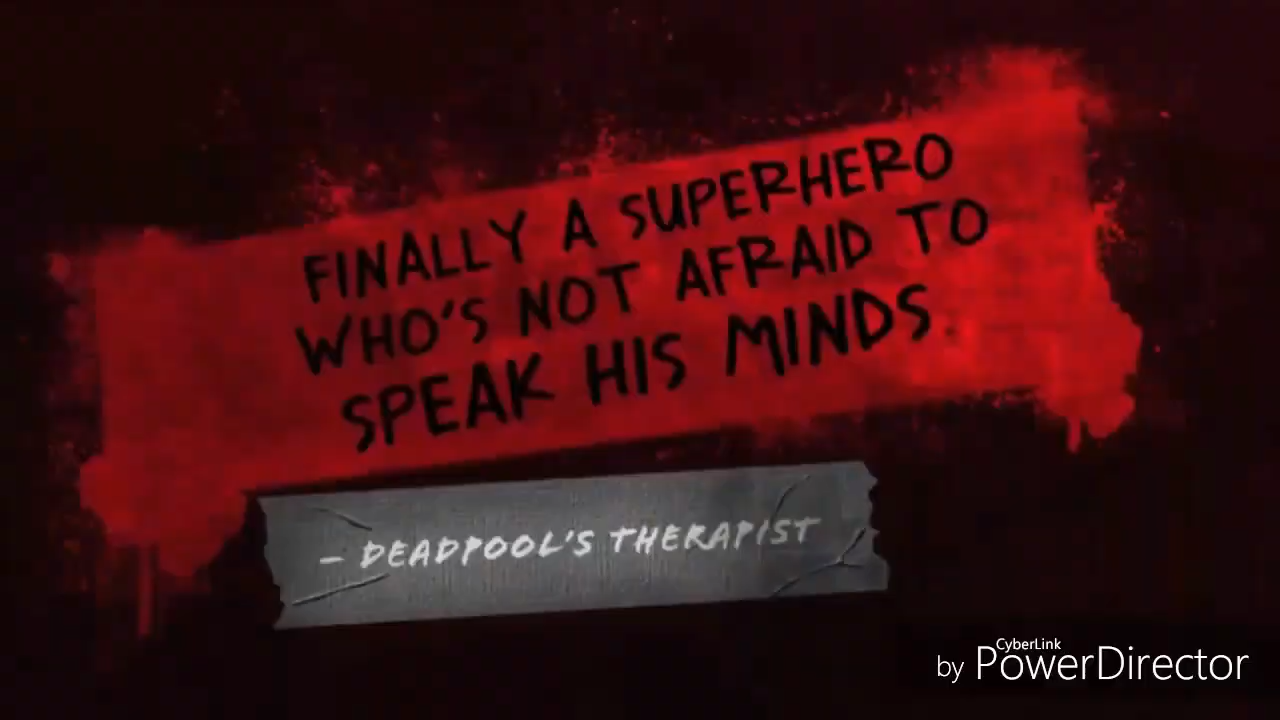 FINALLY A SUPERHERO
WHO'S NOT AFRAID TO
SPEAK HIS MINDS.
- DEADPOOL'S THERAPIST
CyberLink
by PowerDirector